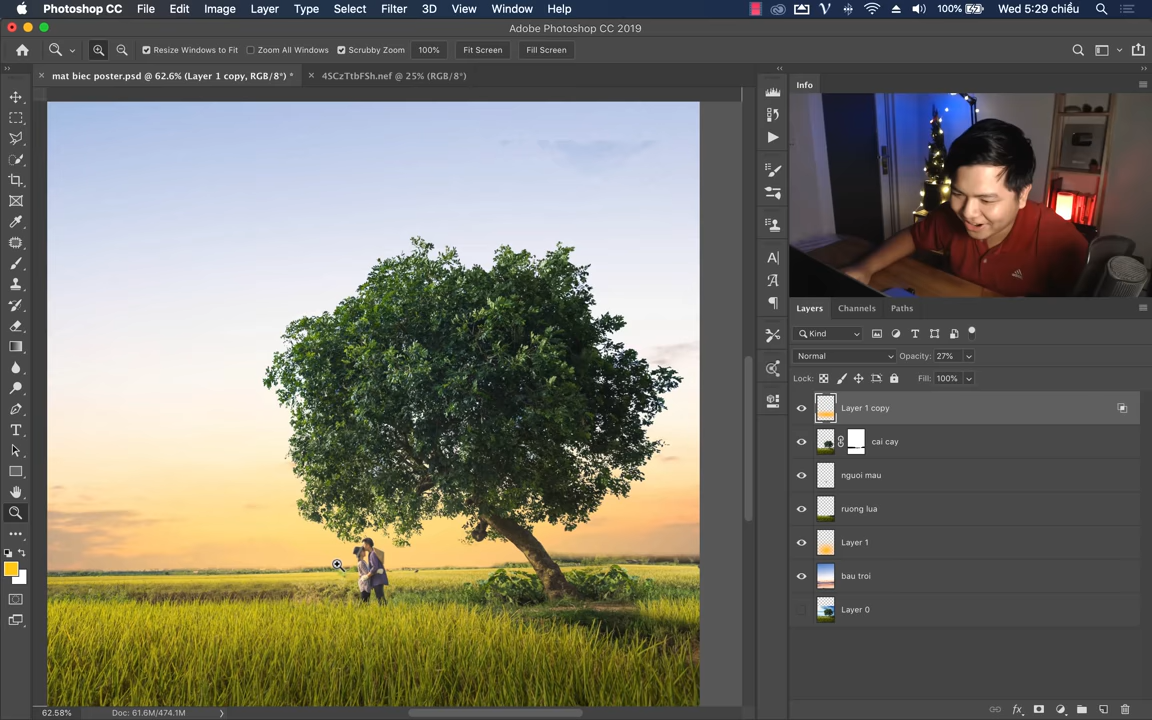 Photoshop CC File Edit Image Layer Type Select Filter 3D View Window Help 100% Wed 5:29 chiều
Adobe Photoshop CC 2019
Resize Windows to Fit Zoom All Windows Scrubby Zoom 100% Fit Screen Fill Screen
mat biec poster.psd @ 62.6% (Layer 1 copy, RGB/8*) * 4SCzTtbFSh.nef @ 25% (RGB/8*)
Info
Layers Channels Paths
Kind
Normal Opacity: 27%
Lock: Fill: 100%
Layer 1 copy
cai cay
nguoi mau
ruong lua
Layer 1
bau troi
Layer 0
62.58% Doc: 61.6M/474.1M